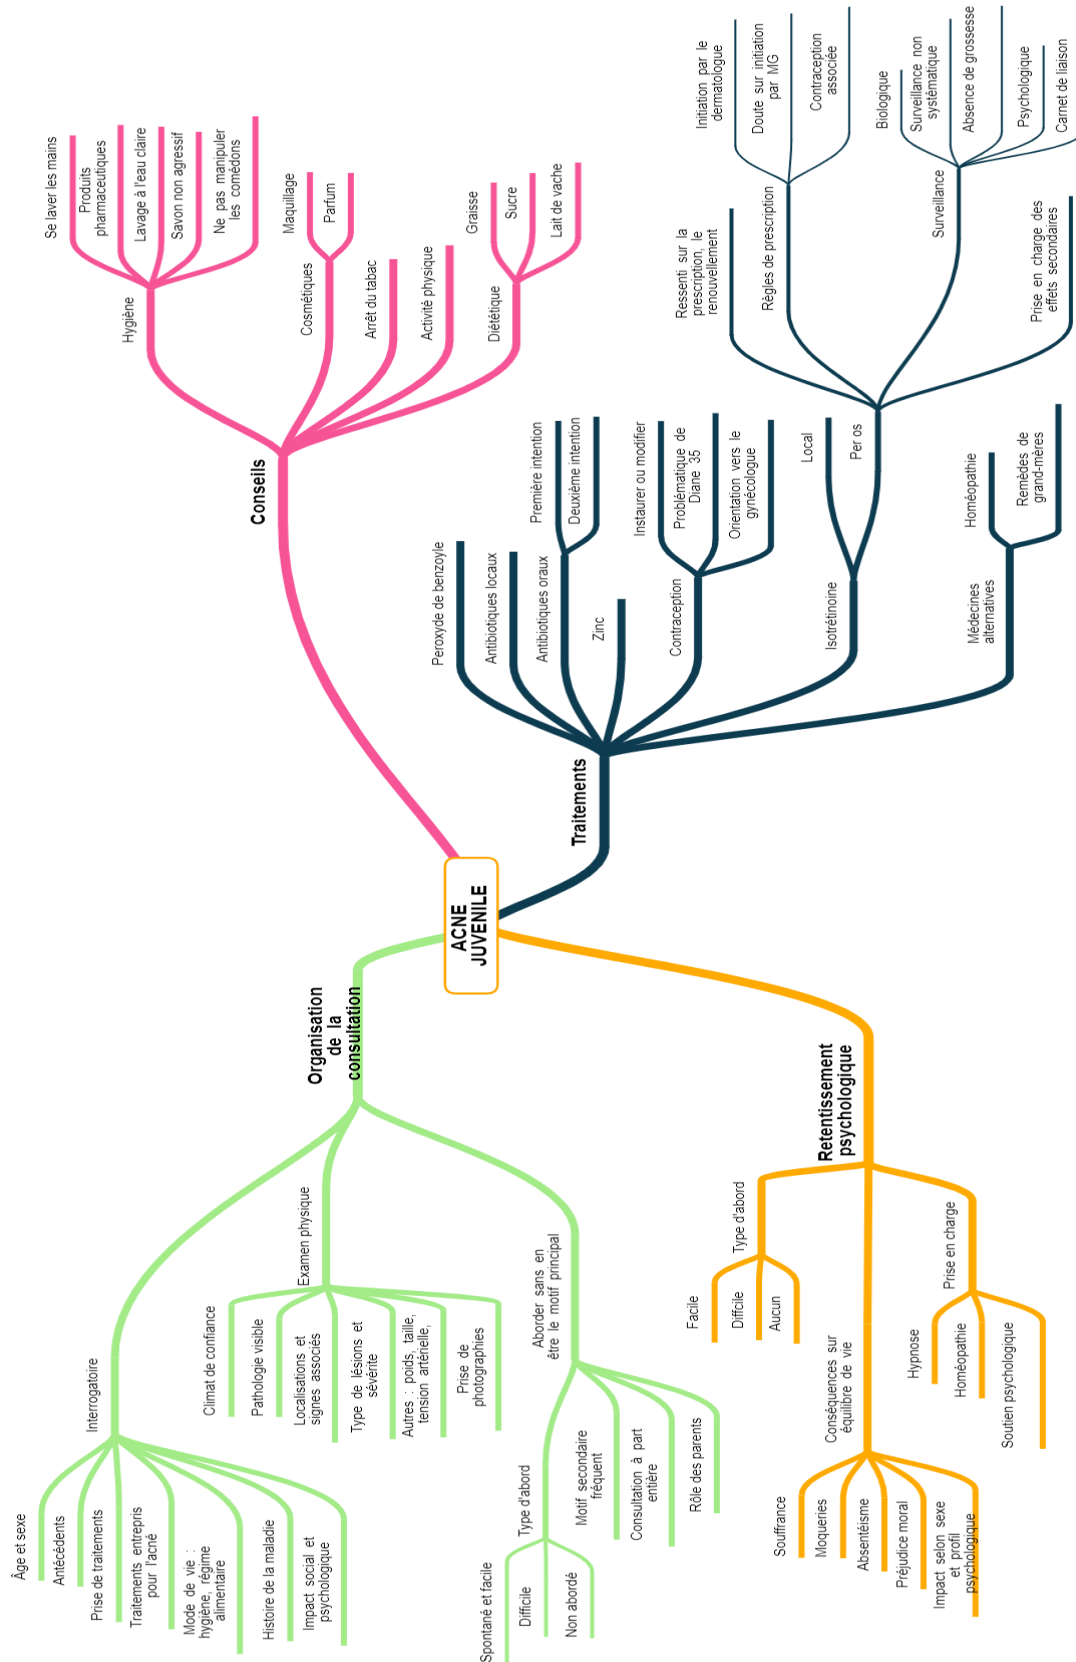 ACNE
JUVENILE
Organisation
de la
consultation
Interrogatoire
Âge et sexe
Antécédents
Prise de traitements
Traitements entrepris
pour l'acné
Mode de vie :
hygiène, régime
alimentaire
Histoire de la maladie
Impact social et
psychologique
Examen physique
Climat de confiance
Pathologie visible
Localisations et
signes associés
Type de lésions et
sévérite
Autres : poids, taille,
tension artérielle,
Prise de
photographies
Aborder sans en
être le motif principal
Type d'abord
Spontané et facile
Difficile
Non abordé
Motif secondaire
fréquent
Consultation à part
entière
Rôle des parents
Retentissement
psychologique
Type d'abord
Facile
Diffcile
Aucun
Conséquences sur
équilibre de vie
Souffrance
Moqueries
Absentéisme
Préjudice moral
Impact selon sexe
et profil
psychologique
Prise en charge
Hypnose
Homéopathie
Soutien psychologique
Conseils
Hygiène
Se laver les mains
Produits
pharmaceutiques
Lavage à l'eau claire
Savon non agressif
Ne pas manipuler
les comédons
Cosmétiques
Maquillage
Parfum
Arrêt du tabac
Activité physique
Diététique
Graisse
Sucre
Lait de vache
Traitements
Peroxyde de benzoyle
Antibiotiques locaux
Antibiotiques oraux
Première intention
Deuxième intention
Zinc
Contraception
Instaurer ou modifier
Problématique de
Diane 35
Orientation vers le
gynécologue
Isotrétinoine
Local
Per os
Ressenti sur la
prescription, le
renouvellement
Règles de prescription
Initiation par le
dermatologue
Doute sur initiation
par MG
Contraception
associée
Surveillance
Biologique
Surveillance non
systématique
Absence de grossesse
Psychologique
Carnet de liaison
Prise en charge des
effets secondaires
Médecines
alternatives
Homéopathie
Remèdes de
grand-mères